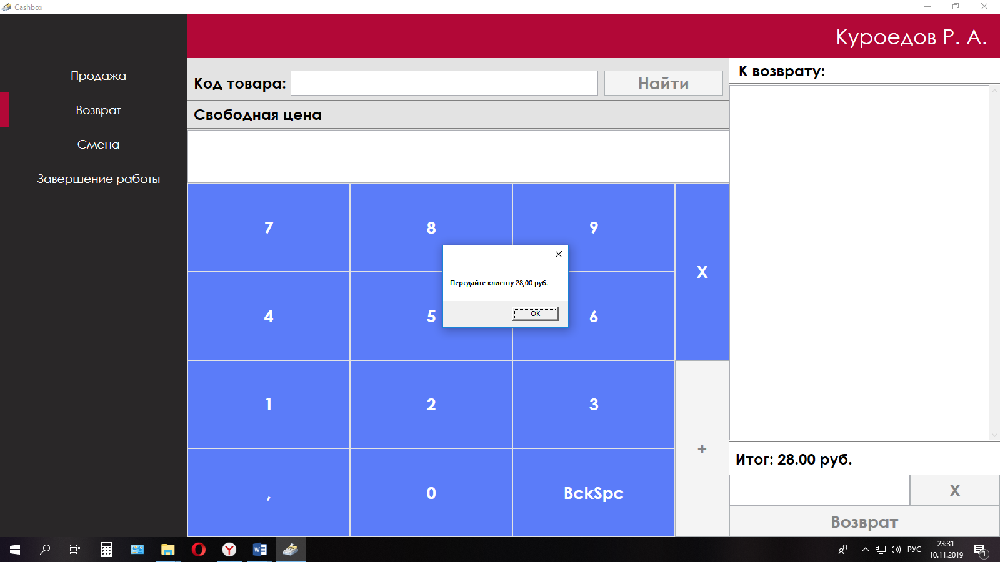 Cashbox
Куроедов Р. А.
Продажа
Возврат
Смена
Завершение работы
Код товара:
Найти
Свободная цена
7
8
9
X
4
5
6
1
2
3
+
,
0
BckSpc
Передайте клиенту 28,00 руб.
OK
К возврату:
Итог: 28.00 руб.
X
Возврат
РУС
23:31
10.11.2019
1